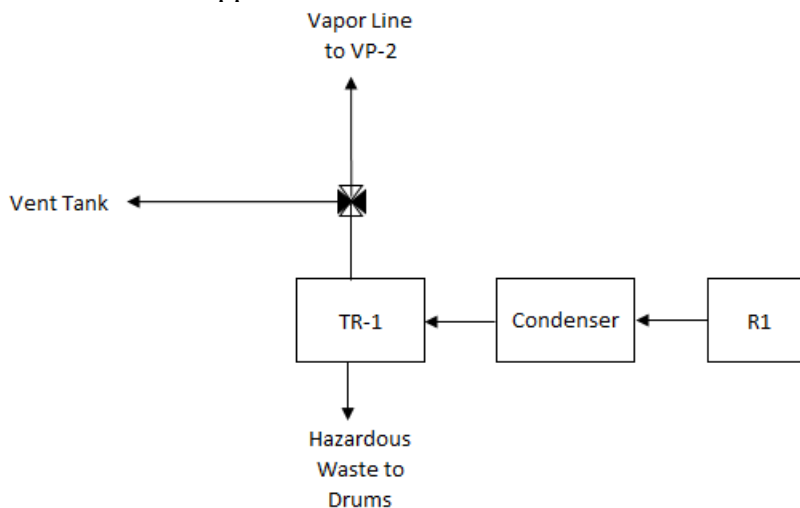 Vapor Line
to VP-2
Vent Tank
TR-1
Condenser
R1
Hazardous
Waste to
Drums